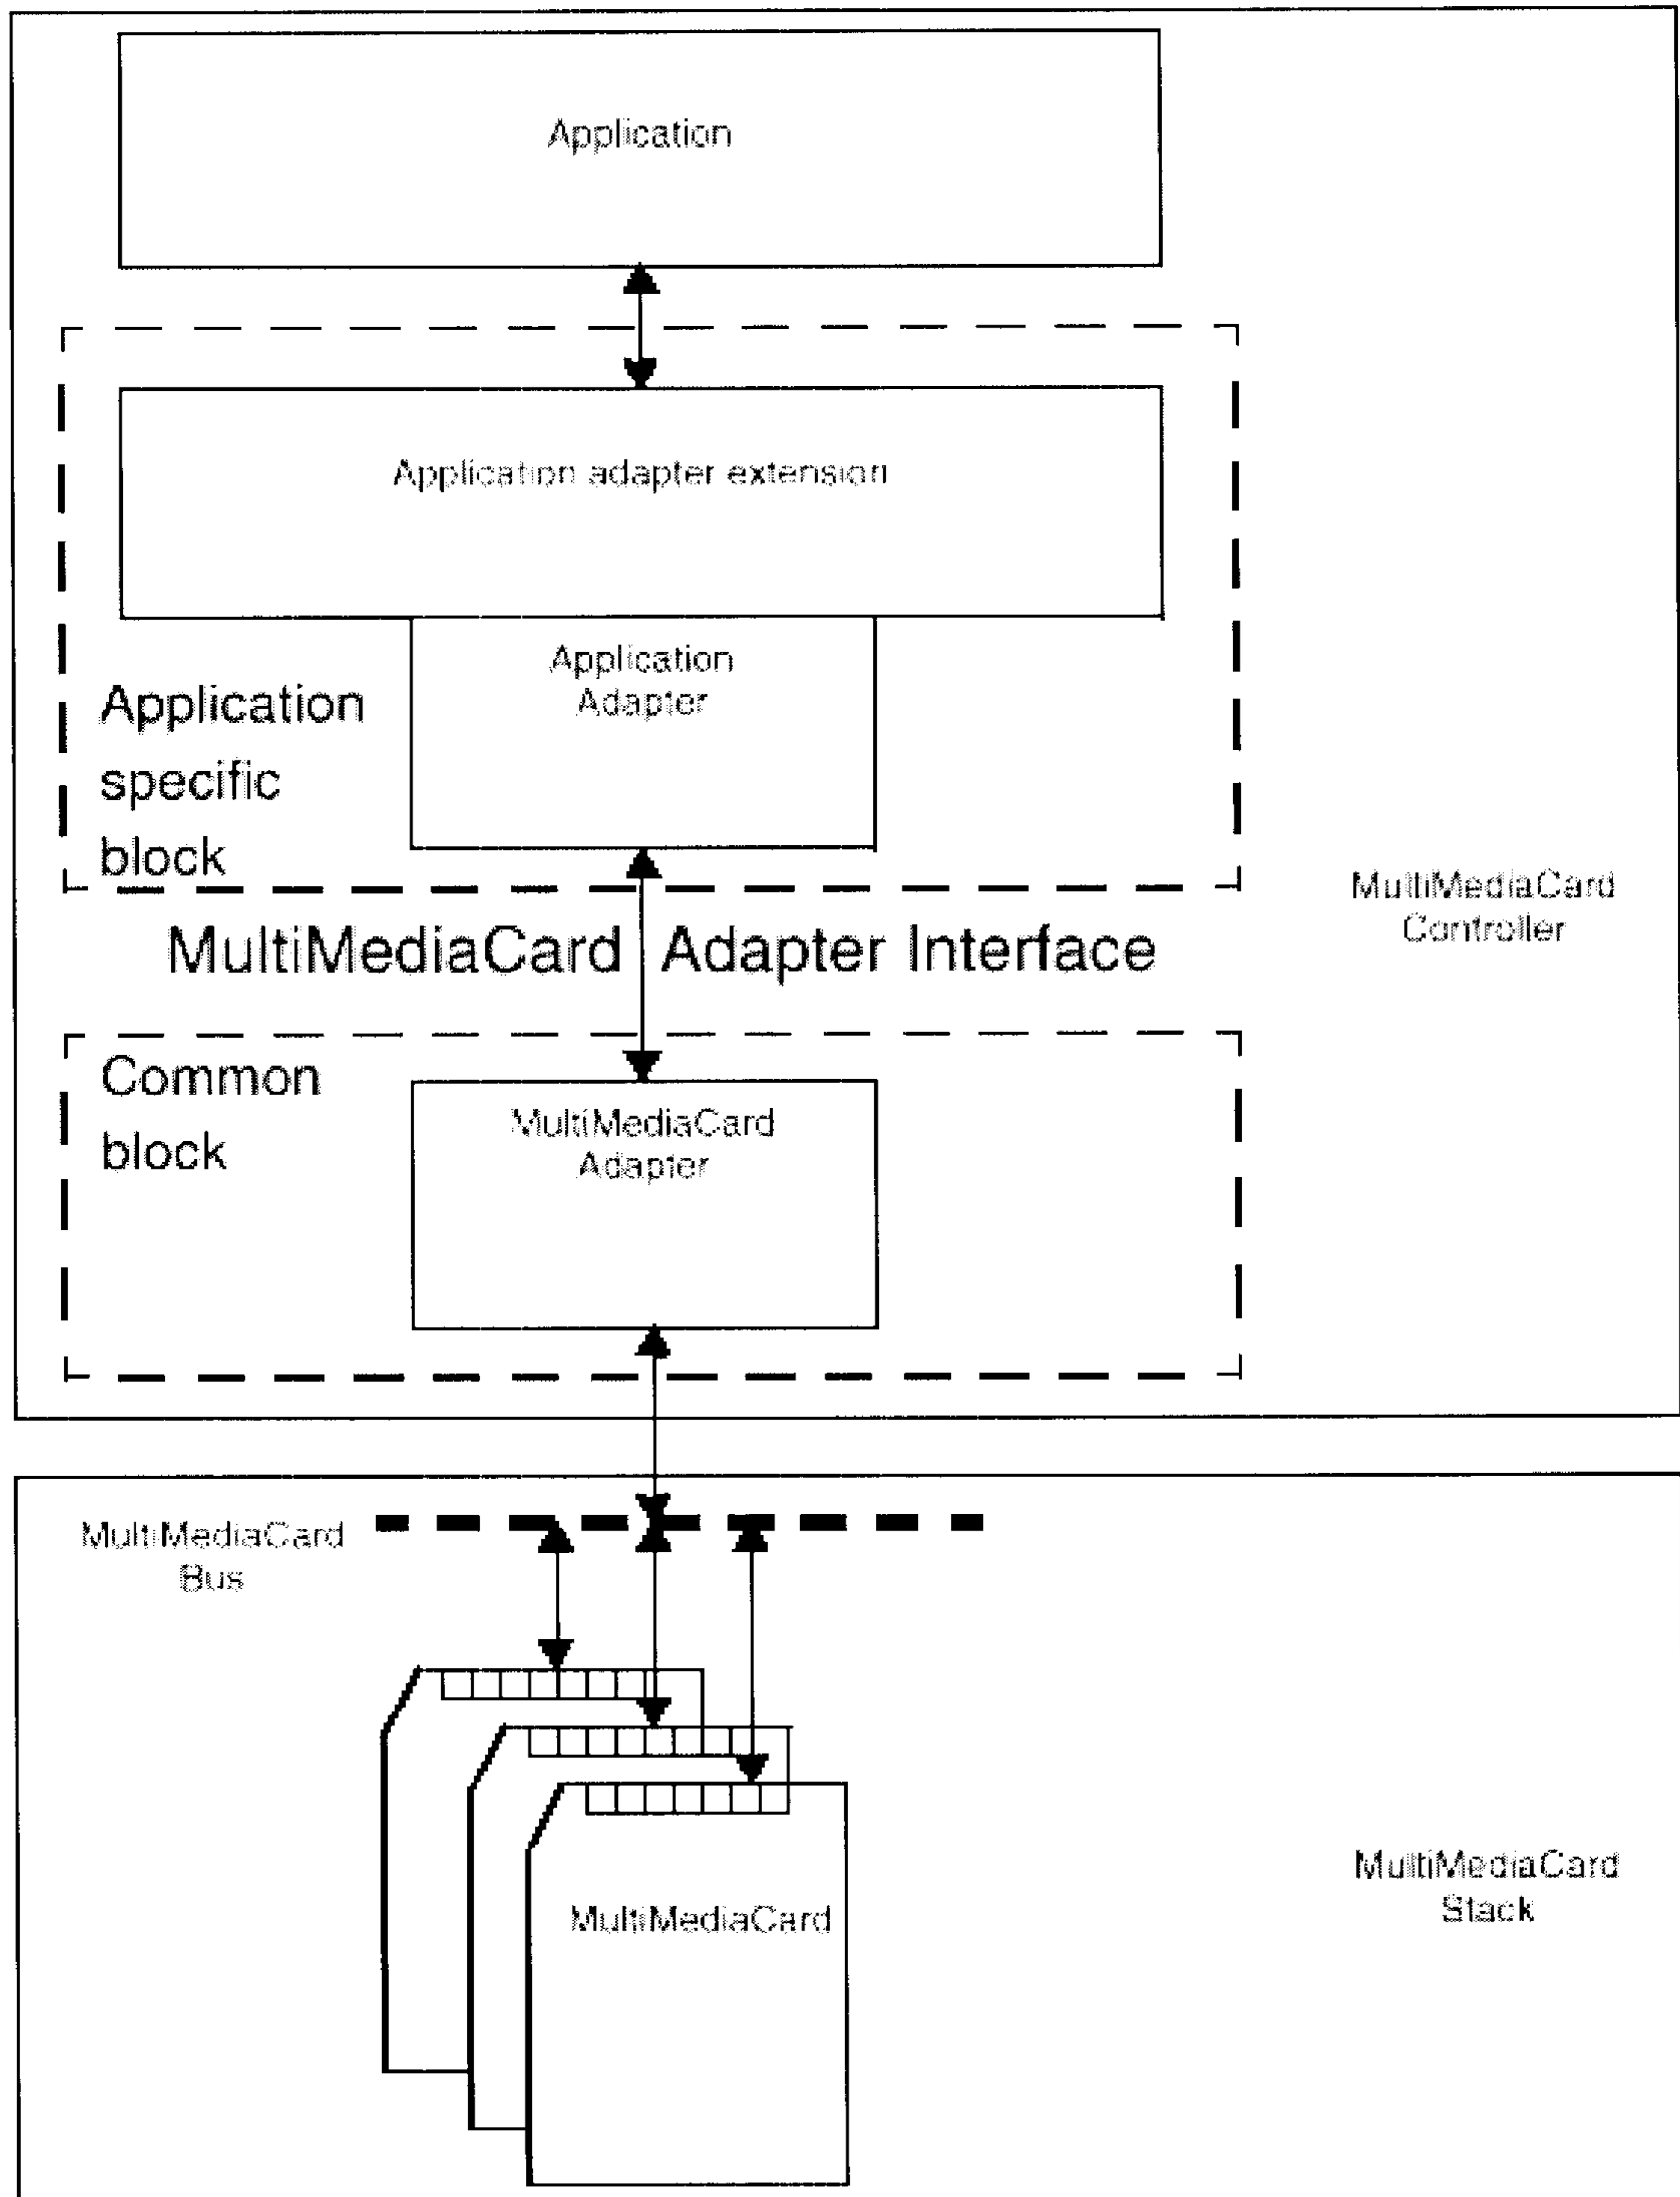 Application
Application adapter extension
Application
Adapter
Application
specific
block
MultiMediaCard
Controller
MultiMediaCard Adapter Interface
Common
block
MultiMediaCard
Adapter
MultiMediaCard
Bus
MultiMediaCard
MultiMediaCard
Stack